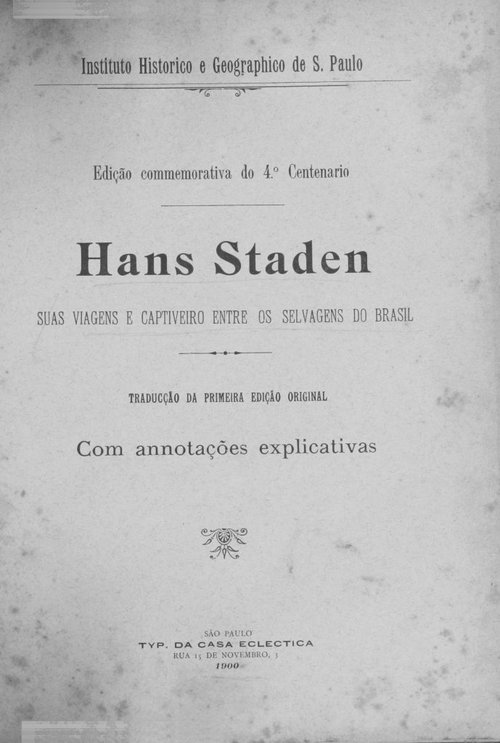 Instituto Historico e Geographico de S. Paulo
Edição commemorativa do 4.º Centenario
Hans Staden
SUAS VIAGENS E CAPTIVEIRO ENTRE OS SELVAGENS DO BRASIL
TRADUCÇÃO DA PRIMEIRA EDIÇÃO ORIGINAL
Com annotações explicativas
SÃO PAULO
TYP. DA CASA ECLECTICA
RUA 15 DE NOVEMBRO, 3
1900